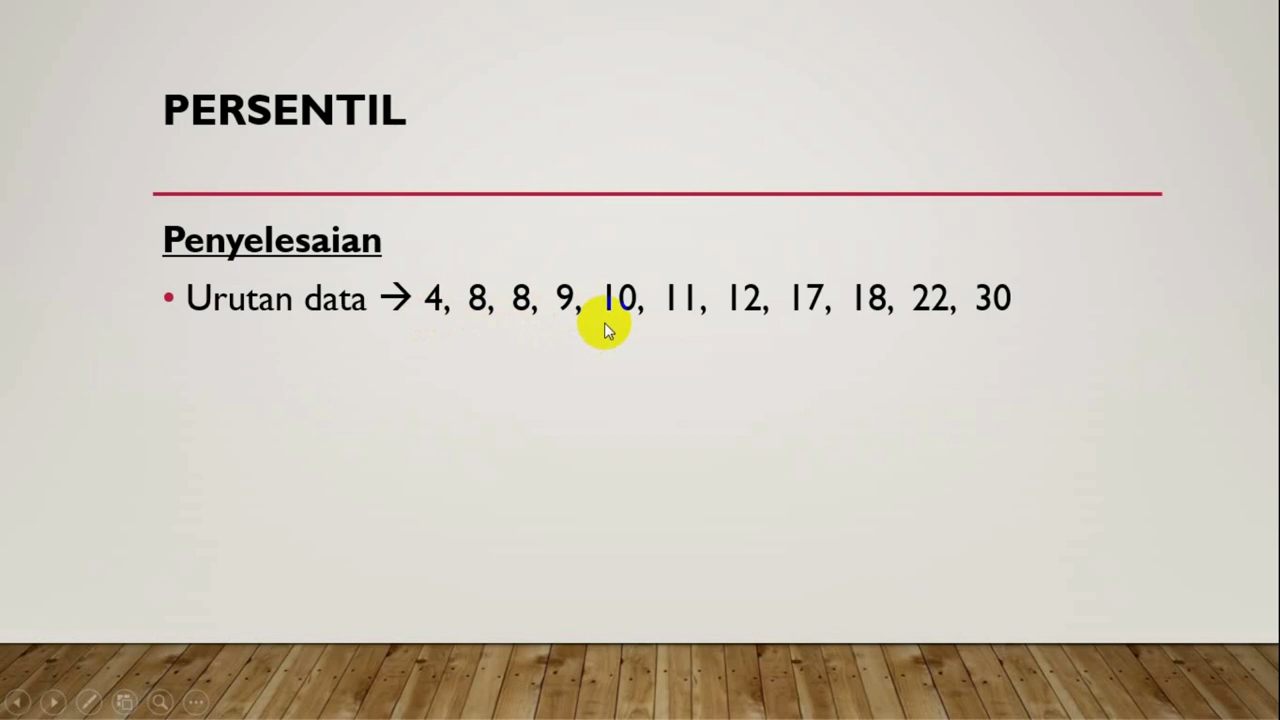 PERSENTIL
Penyelesaian
• Urutan data → 4, 8, 8, 9, 10, 11, 12, 17, 18, 22, 30